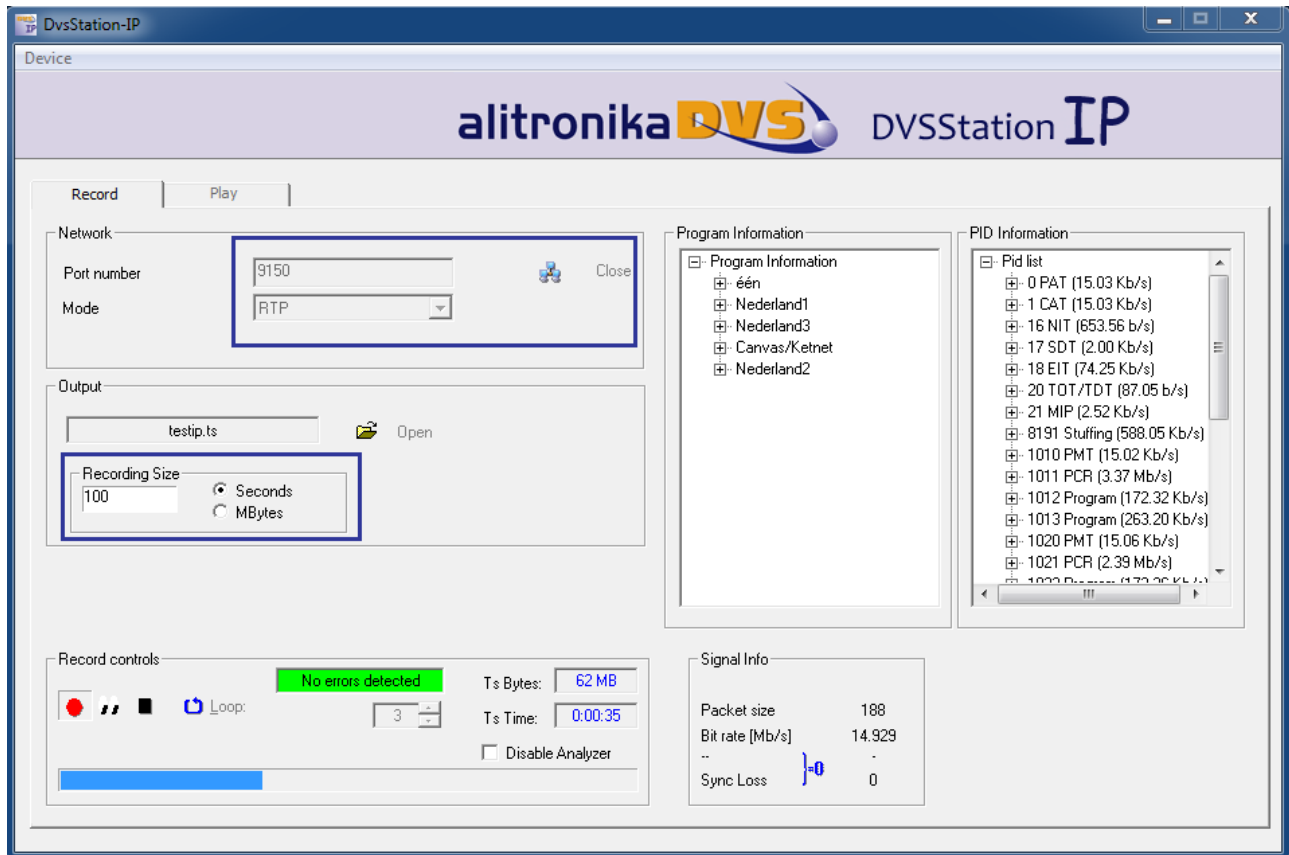 DvsStation-IP
Device
alitronika DVS DVSStation IP
Record Play
Network
Port number 9150 Close
Mode RTP
Output
testip.ts Open
Recording Size
100 Seconds
MBytes
Program Information
Program Information
één
Nederland1
Nederland3
Canvas/Ketnet
Nederland2
PID Information
Pid list
0 PAT (15.03 Kb/s)
1 CAT (15.03 Kb/s)
16 NIT (653.56 b/s)
17 SDT (2.00 Kb/s)
18 EIT (74.25 Kb/s)
20 TOT/TDT (87.05 b/s)
21 MIP (2.52 Kb/s)
8191 Stuffing (588.05 Kb/s)
1010 PMT (15.02 Kb/s)
1011 PCR (3.37 Mb/s)
1012 Program (172.32 Kb/s)
1013 Program (263.20 Kb/s)
1020 PMT (15.06 Kb/s)
1021 PCR (2.39 Mb/s)
Record controls
No errors detected
Loop: 3
Ts Bytes: 62 MB
Ts Time: 0:00:35
Disable Analyzer
Signal Info
Packet size 188
Bit rate [Mb/s] 14.929
-- -
}=0
Sync Loss 0